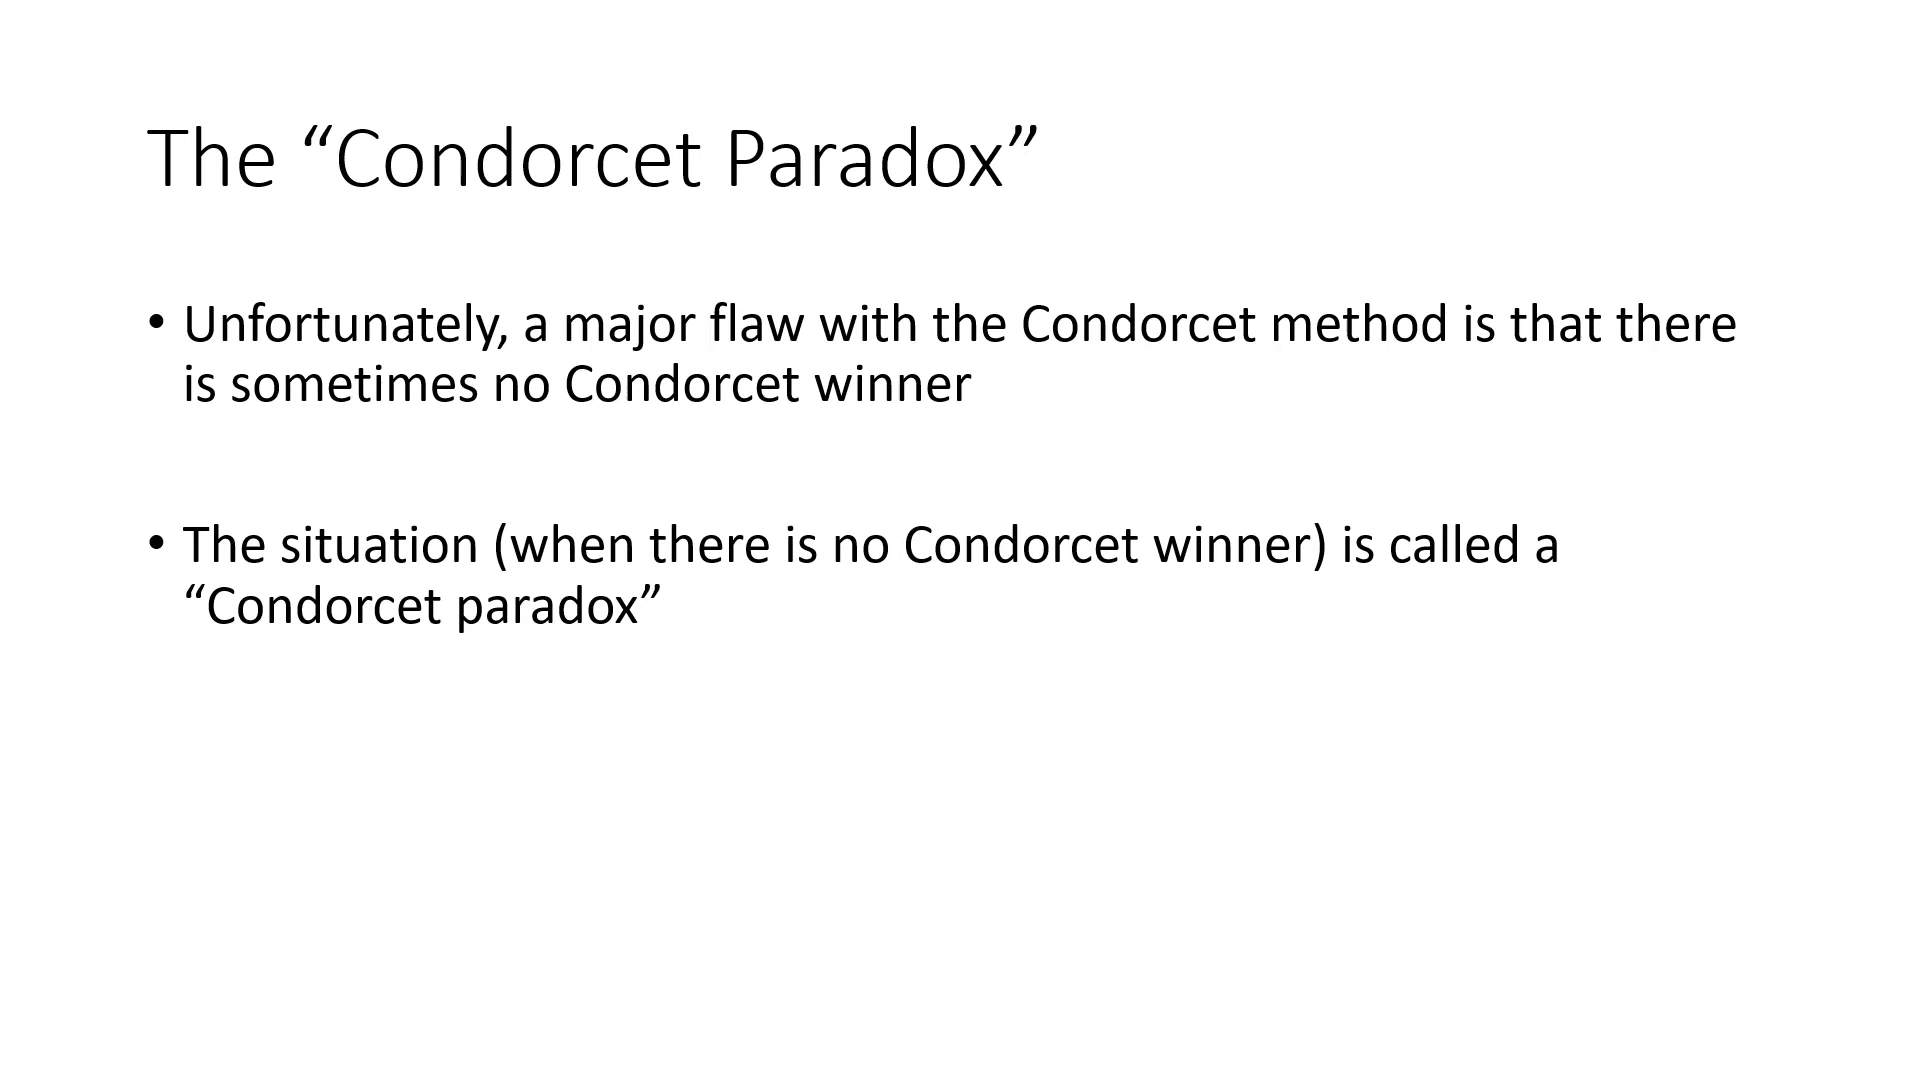 The “Condorcet Paradox”
• Unfortunately, a major flaw with the Condorcet method is that there
is sometimes no Condorcet winner
• The situation (when there is no Condorcet winner) is called a
“Condorcet paradox”